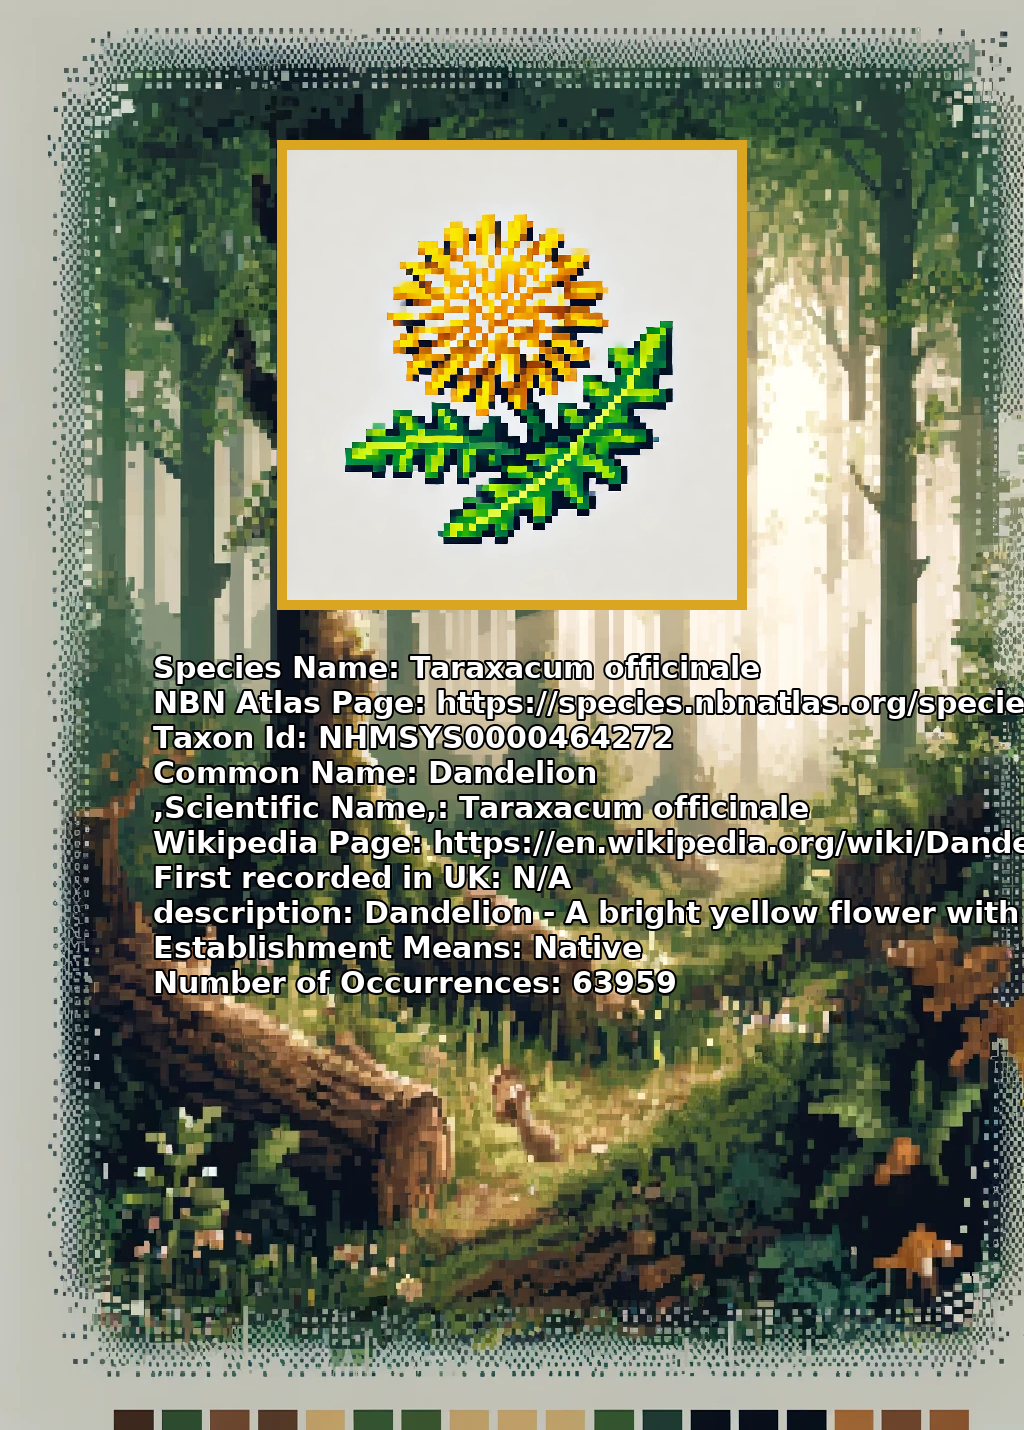 Species Name: Taraxacum officinale
NBN Atlas Page: https://species.nbnatlas.org/specie
Taxon Id: NHMSYS0000464272
Common Name: Dandelion
,Scientific Name,: Taraxacum officinale
Wikipedia Page: https://en.wikipedia.org/wiki/Dande
First recorded in UK: N/A
description: Dandelion - A bright yellow flower with
Establishment Means: Native
Number of Occurrences: 63959